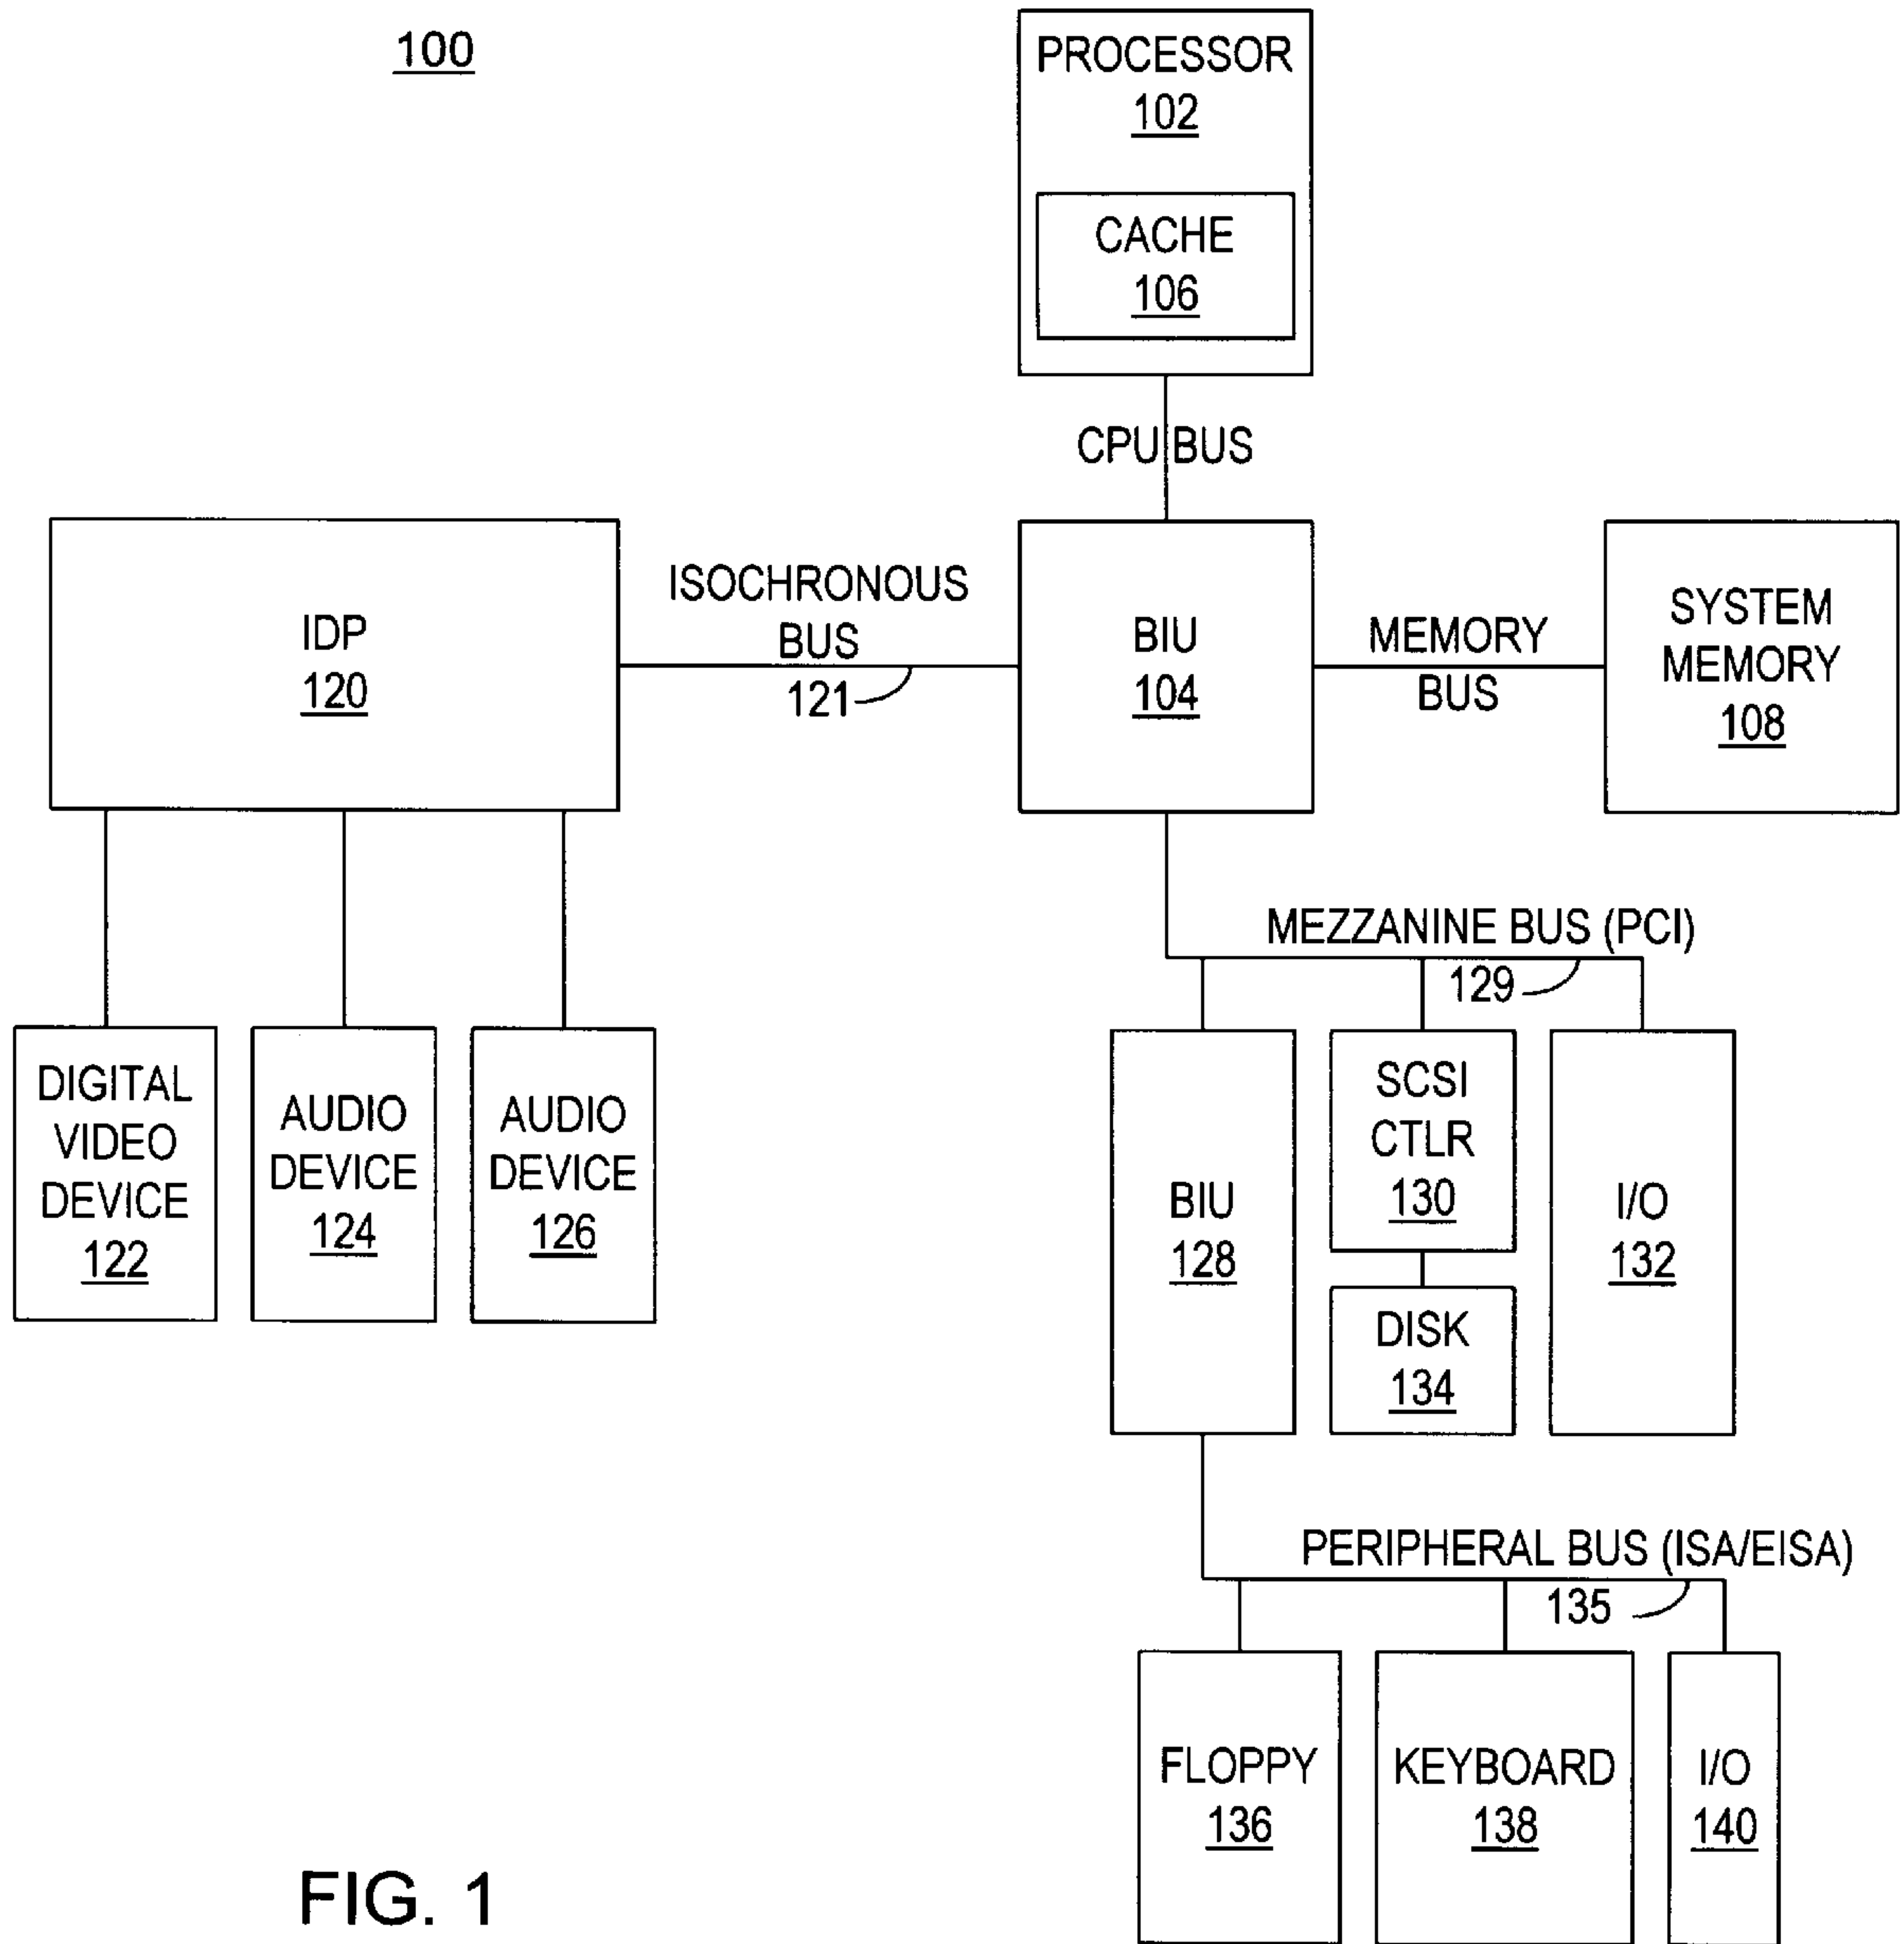 100
PROCESSOR
102
CACHE
106
CPU BUS
IDP
120
ISOCHRONOUS
BUS
121
BIU
104
MEMORY
BUS
SYSTEM
MEMORY
108
MEZZANINE BUS (PCI)
129
DIGITAL
VIDEO
DEVICE
122
AUDIO
DEVICE
124
AUDIO
DEVICE
126
BIU
128
SCSI
CTLR
130
DISK
134
I/O
132
PERIPHERAL BUS (ISA/EISA)
135
FLOPPY
136
KEYBOARD
138
I/O
140
FIG. 1